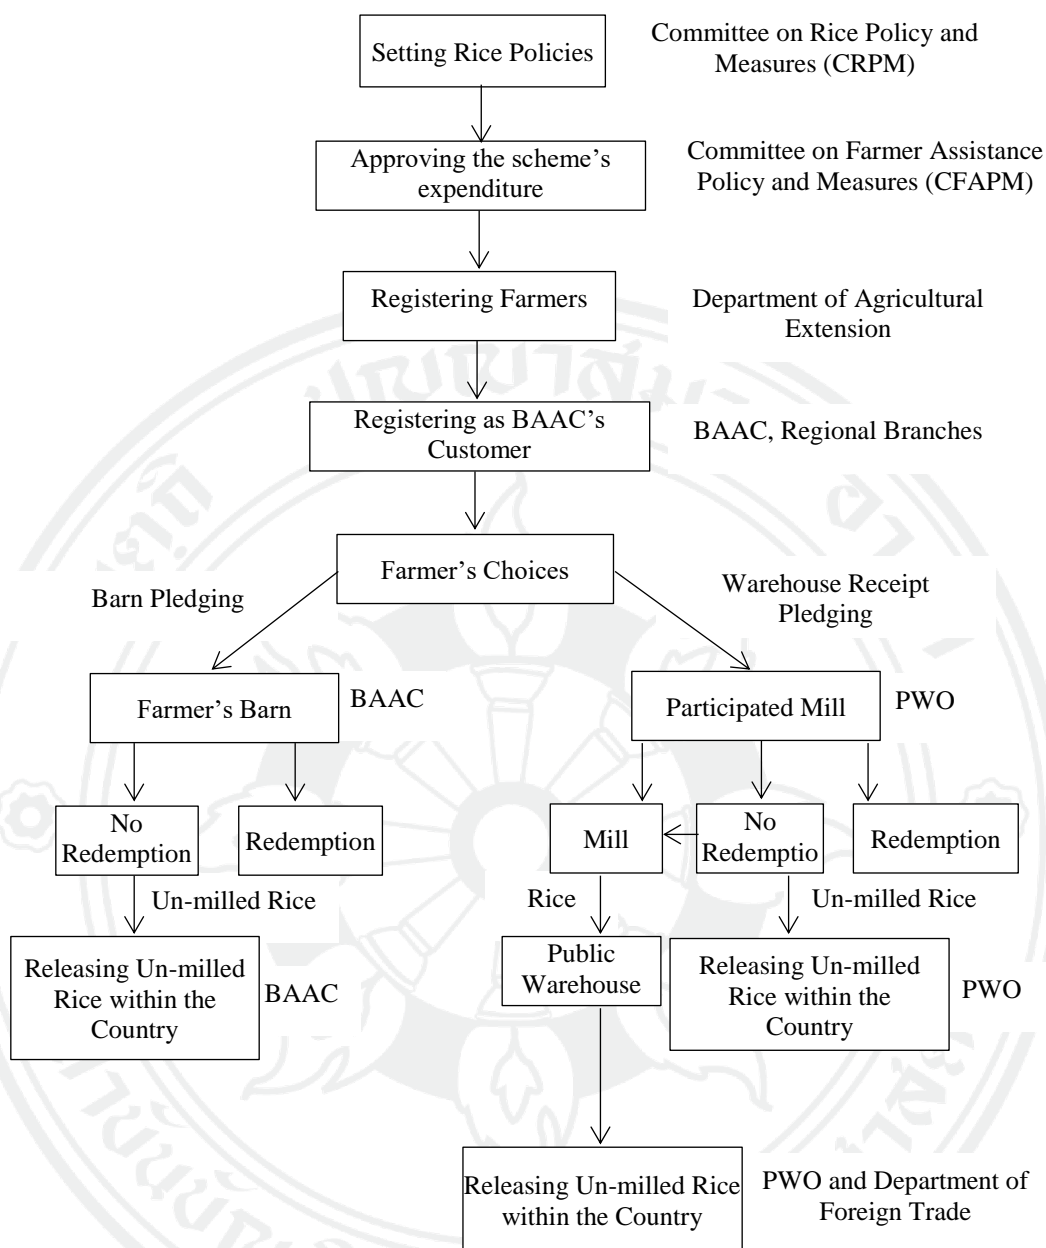 Setting Rice Policies
Committee on Rice Policy and
Measures (CRPM)
Approving the scheme's
expenditure
Committee on Farmer Assistance
Policy and Measures (CFAPM)
Registering Farmers
Department of Agricultural
Extension
Registering as BAAC's
Customer
BAAC, Regional Branches
Farmer's Choices
Barn Pledging
Warehouse Receipt
Pledging
Farmer's Barn
BAAC
Participated Mill
PWO
No
Redemption
Redemption
Mill
No
Redemptio
Redemption
Un-milled Rice
Rice
Un-milled Rice
Releasing Un-milled
Rice within the
Country
BAAC
Public
Warehouse
Releasing Un-milled
Rice within the
Country
PWO
Releasing Un-milled Rice
within the Country
PWO and Department of
Foreign Trade